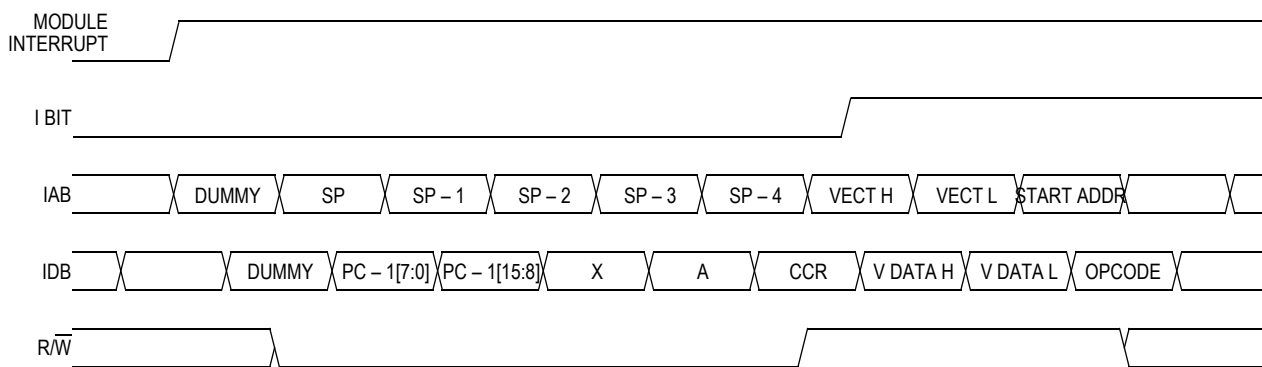 MODULE
INTERRUPT
I BIT
IAB DUMMY SP SP – 1 SP – 2 SP – 3 SP – 4 VECT H VECT L START ADDR
IDB DUMMY PC – 1[7:0] PC – 1[15:8] X A CCR V DATA H V DATA L OPCODE
R/W̅